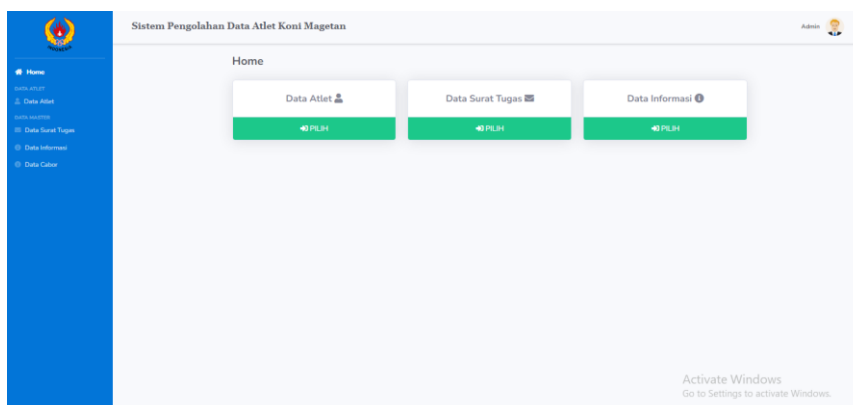 Sistem Pengolahan Data Atlet Koni Magetan
Admin
INDONESIA
Home
DATA ATLET
Data Atlet
DATA MASTER
Data Surat Tugas
Data Informasi
Data Cabor
Home
Data Atlet
Data Surat Tugas
Data Informasi
PILIH
PILIH
PILIH
Activate Windows
Go to Settings to activate Windows.